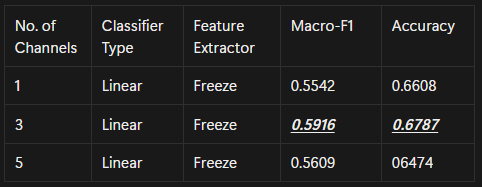 No. of Channels Classifier Type Feature Extractor Macro-F1 Accuracy
1 Linear Freeze 0.5542 0.6608
3 Linear Freeze 0.5916 0.6787
5 Linear Freeze 0.5609 06474